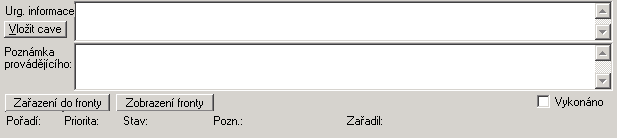 Urg. informace
Vložit cave
Poznámka
provádějícího:
Zařazení do fronty Zobrazení fronty Vykonáno
Pořadí: Priorita: Stav: Pozn.: Zařadil: